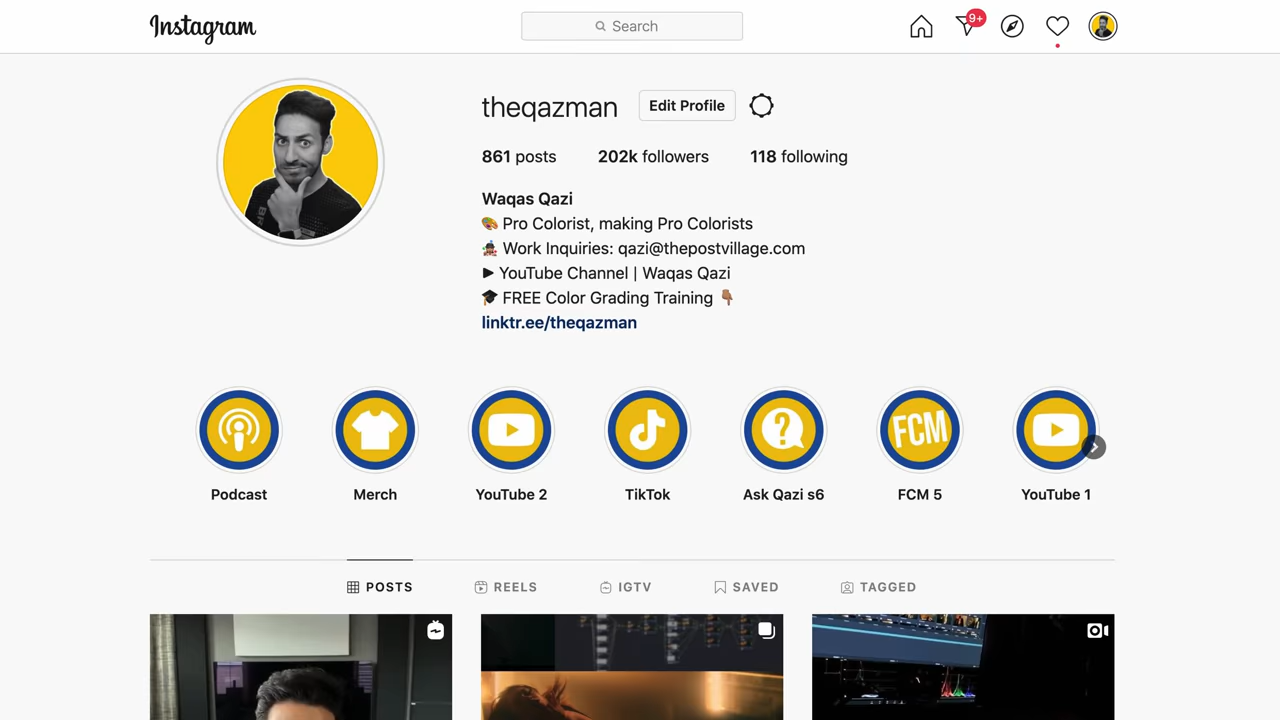 Instagram
Search
9+
theqazman
Edit Profile
861 posts 202k followers 118 following
Waqas Qazi
🎨 Pro Colorist, making Pro Colorists
Work Inquiries: qazi@thepostvillage.com
▶ YouTube Channel | Waqas Qazi
🎓 FREE Color Grading Training 👇🏽
linktr.ee/theqazman
FCM
Podcast Merch YouTube 2 TikTok Ask Qazi s6 FCM 5 YouTube 1
POSTS REELS IGTV SAVED TAGGED